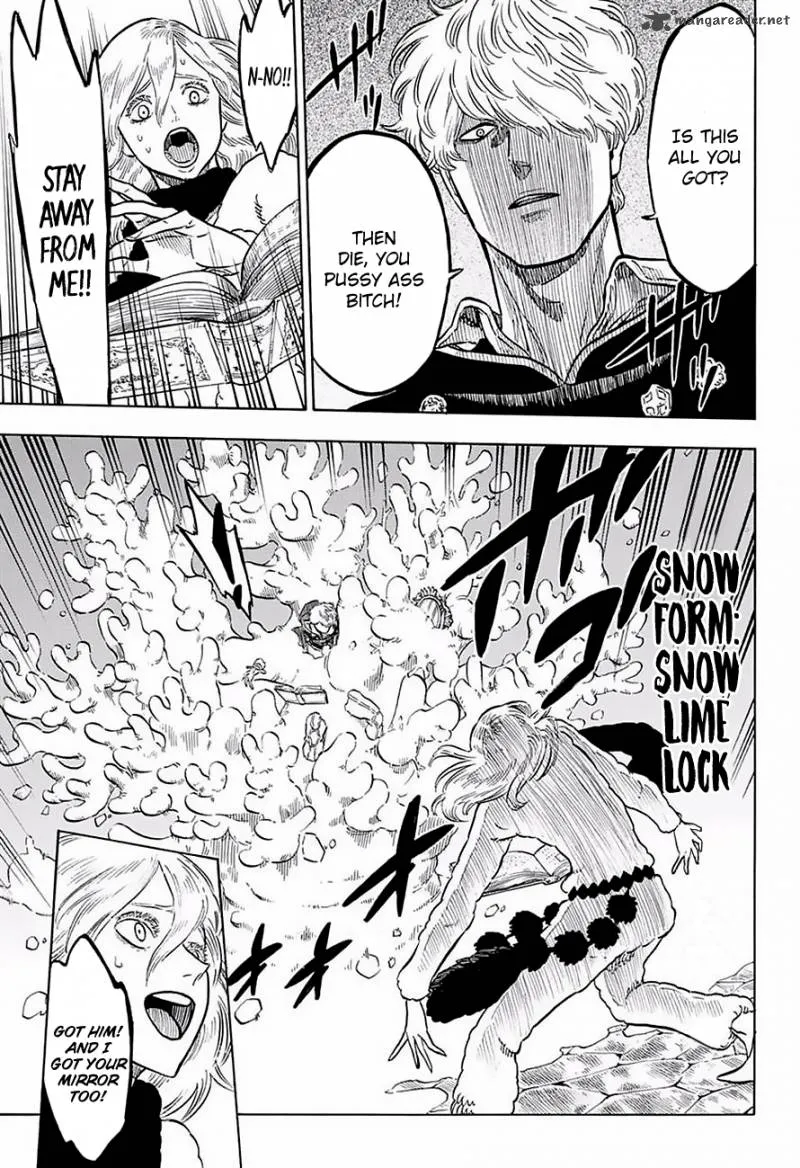 mangareader.net
IS THIS
ALL YOU
GOT?
THEN
DIE, YOU
PUSSY ASS
BITCH!
N-NO!!
STAY
AWAY
FROM
ME!!
SNOW
FORM:
SNOW
LIME
LOCK
GOT HIM!
AND I
GOT YOUR
MIRROR
TOO!